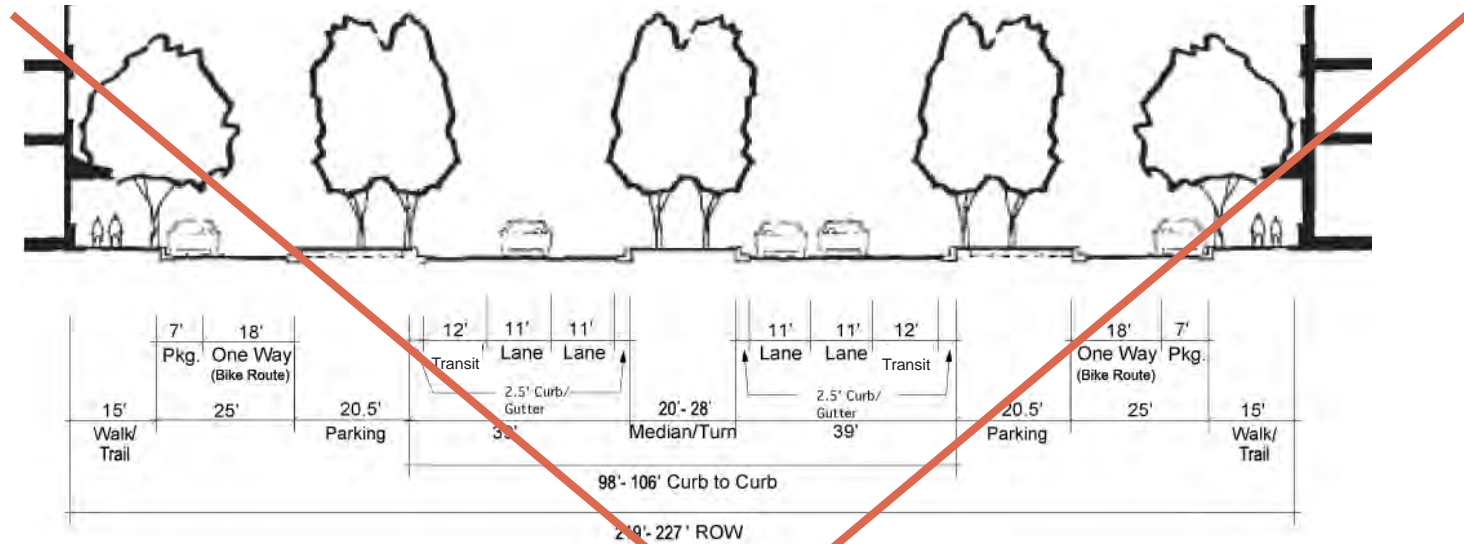 7' 18' 12' 11' 11' 11' 11' 12' 18' 7'
Pkg. One Way Transit Lane Lane Lane Lane Transit One Way Pkg.
(Bike Route) (Bike Route)
2.5' Curb/ 2.5' Curb/
Gutter Gutter
15' 25' 20.5' 20'- 28' 39' 20.5' 25' 15'
Walk/ Parking Median/Turn Parking Walk/
Trail Trail
98'- 106' Curb to Curb
227' ROW